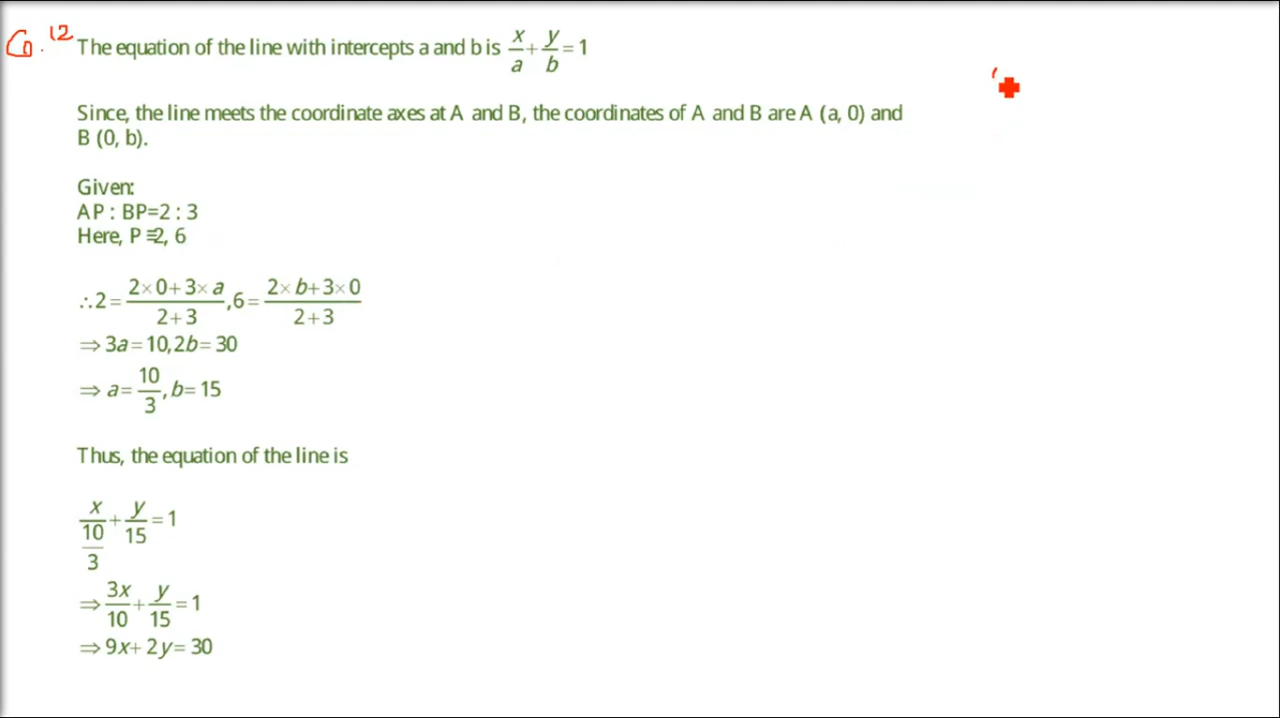 Q. 12
The equation of the line with intercepts a and b is x/a + y/b = 1
Since, the line meets the coordinate axes at A and B, the coordinates of A and B are A (a, 0) and
B (0, b).
Given:
AP : BP=2 : 3
Here, P ≡2, 6
∴2 = (2×0+3×a)/(2+3) ,6 = (2×b+3×0)/(2+3)
⇒ 3a = 10, 2b = 30
⇒ a = 10/3 , b = 15
Thus, the equation of the line is
x/(10/3) + y/15 = 1
⇒ 3x/10 + y/15 = 1
⇒ 9x + 2y = 30